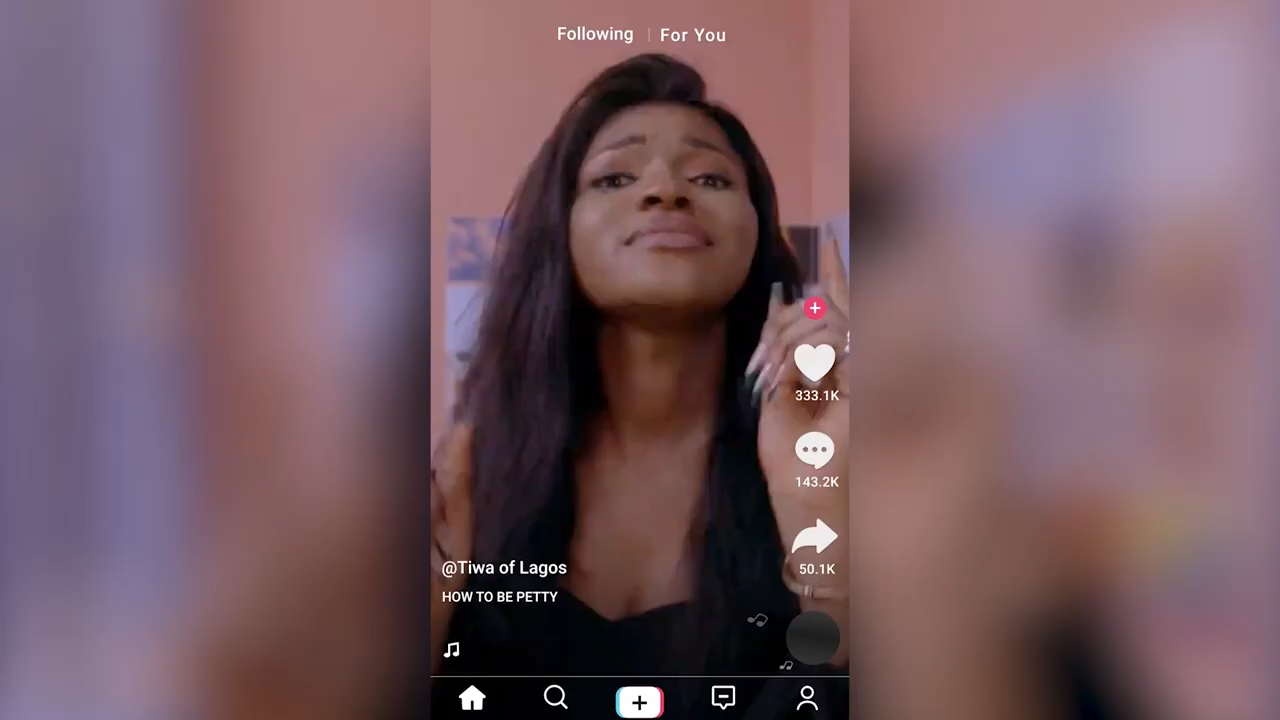 Following | For You
333.1K
143.2K
50.1K
@Tiwa of Lagos
HOW TO BE PETTY